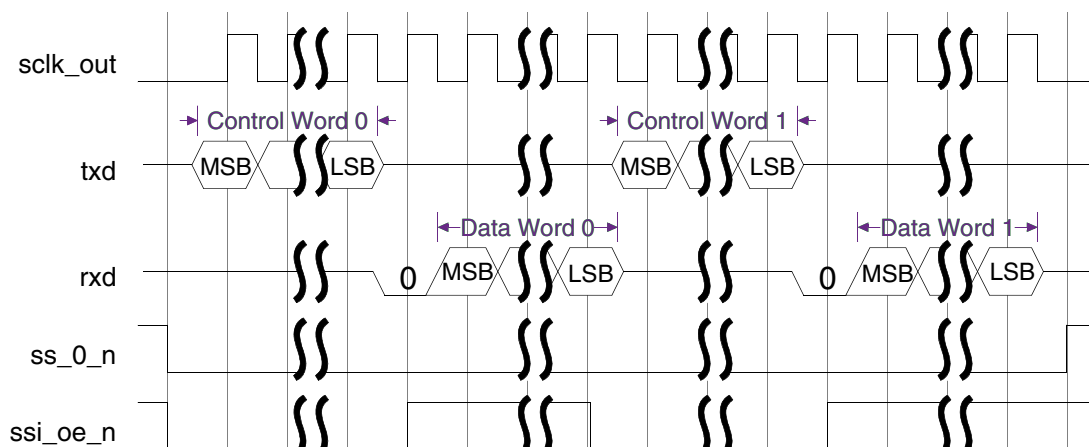 sclk_out
Control Word 0
Control Word 1
txd
MSB
LSB
MSB
LSB
Data Word 0
Data Word 1
rxd
0
MSB
LSB
0
MSB
LSB
ss_0_n
ssi_oe_n